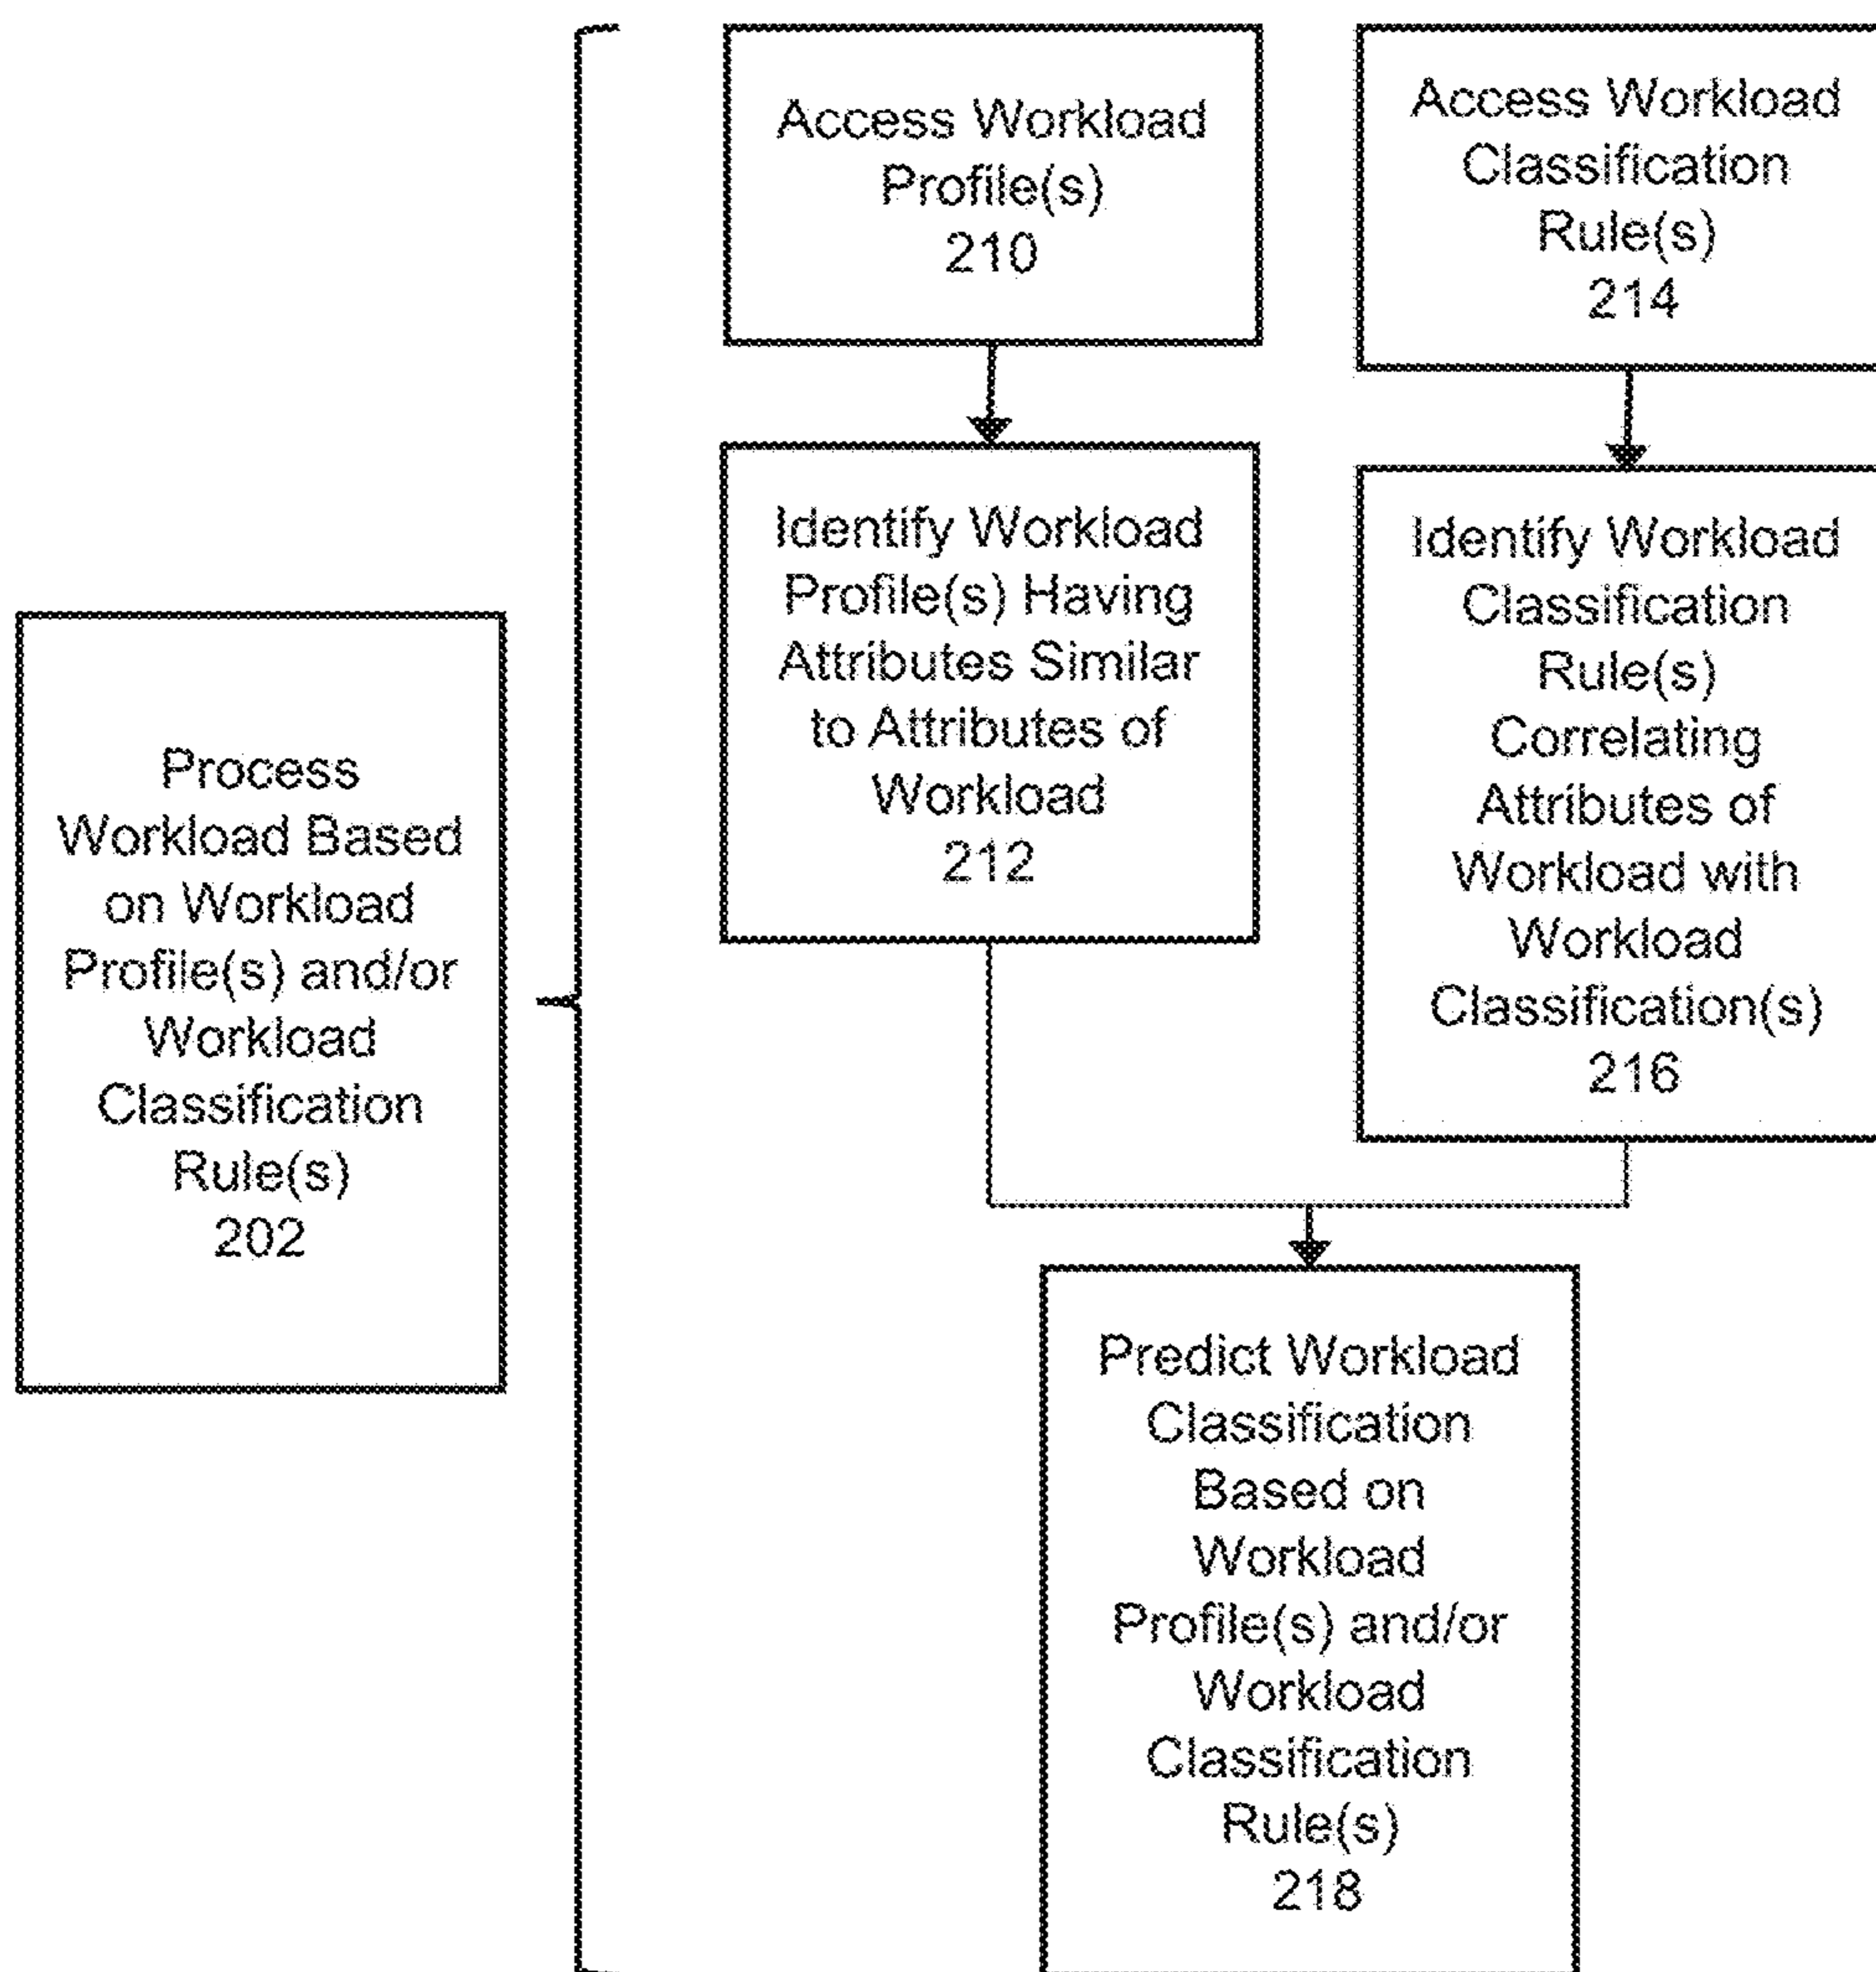 Process
Workload Based
on Workload
Profile(s) and/or
Workload
Classification
Rule(s)
202
Access Workload
Profile(s)
210
Identify Workload
Profile(s) Having
Attributes Similar
to Attributes of
Workload
212
Access Workload
Classification
Rule(s)
214
Identify Workload
Classification
Rule(s)
Correlating
Attributes of
Workload with
Workload
Classification(s)
216
Predict Workload
Classification
Based on
Workload
Profile(s) and/or
Workload
Classification
Rule(s)
218